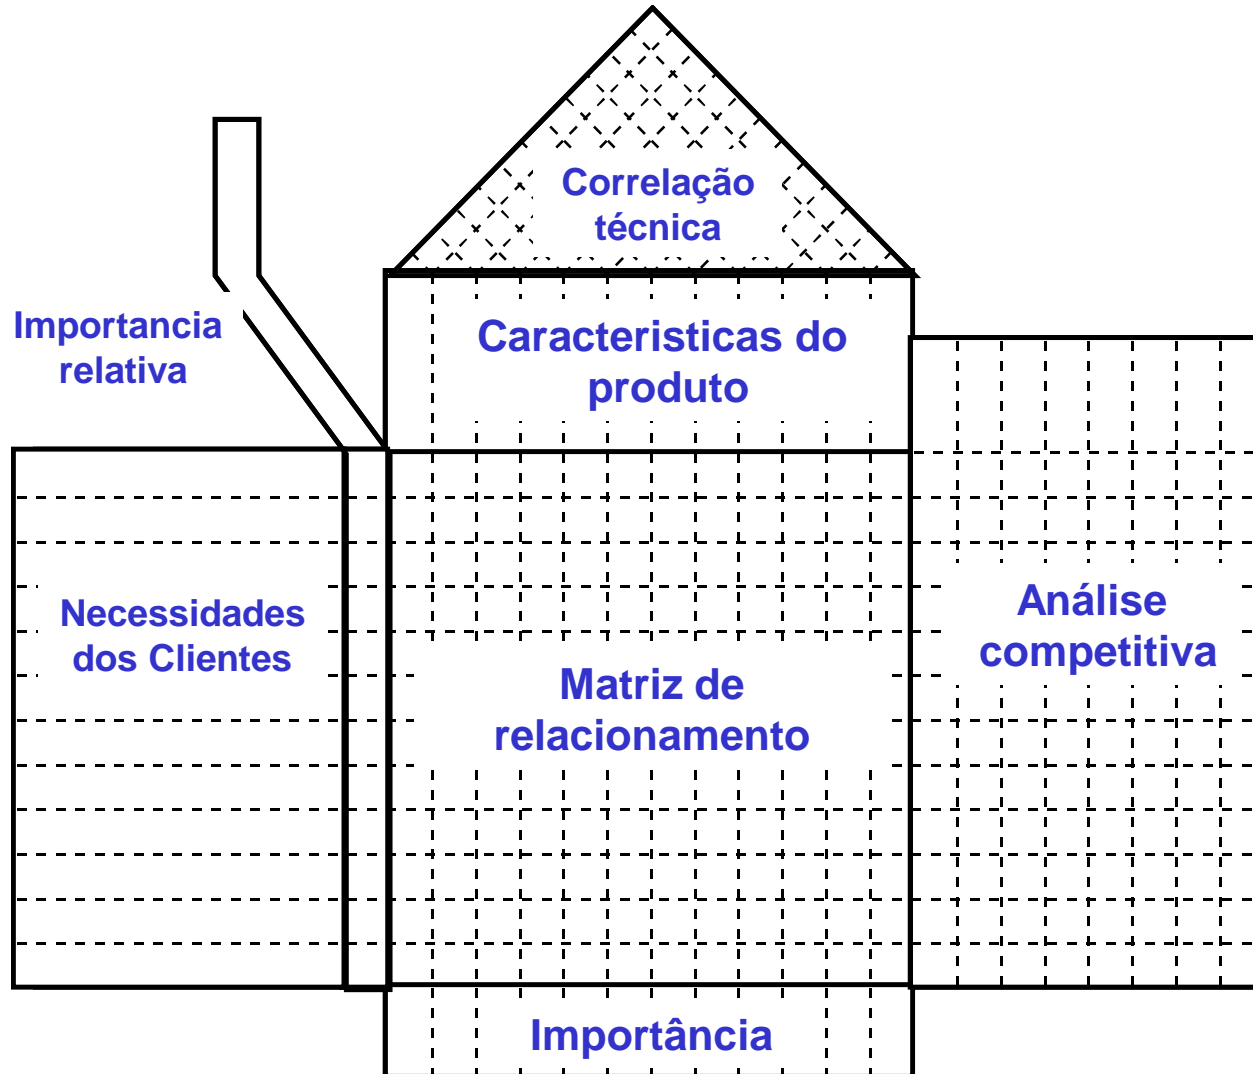 Correlação
técnica
Importancia
relativa
Caracteristicas do
produto
Necessidades
dos Clientes
Matriz de
relacionamento
Análise
competitiva
Importância